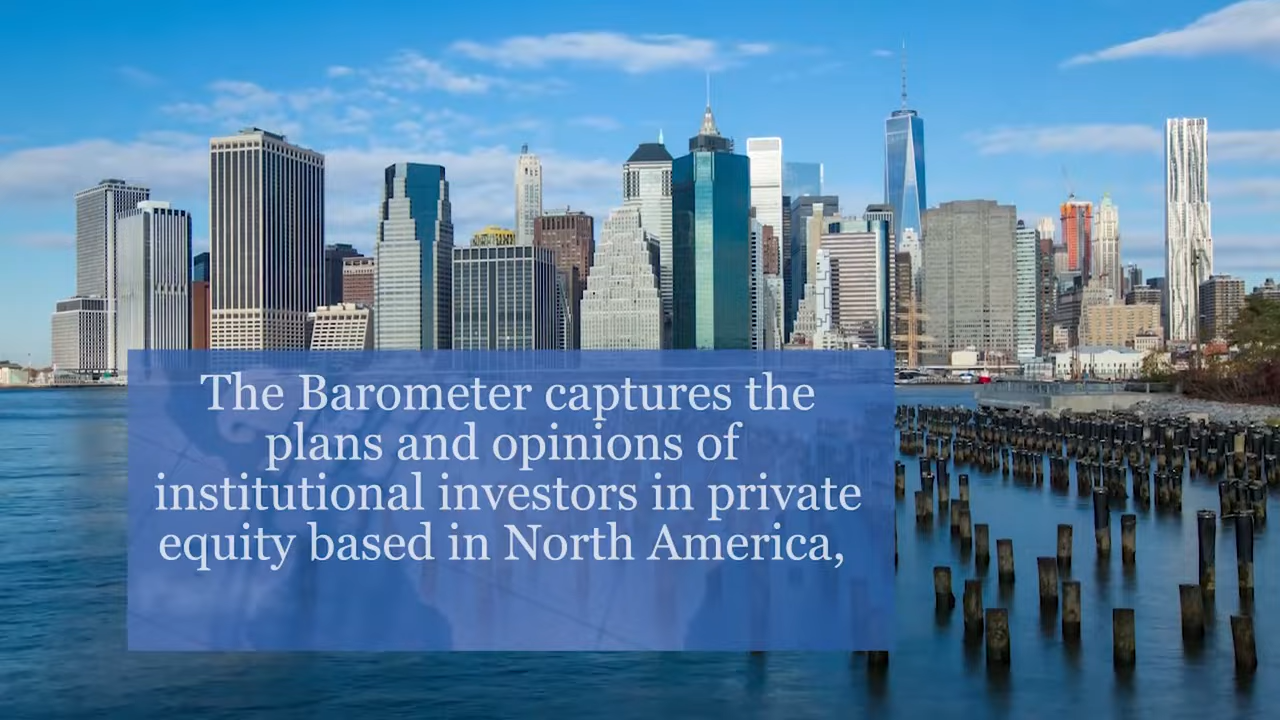 The Barometer captures the
plans and opinions of
institutional investors in private
equity based in North America,